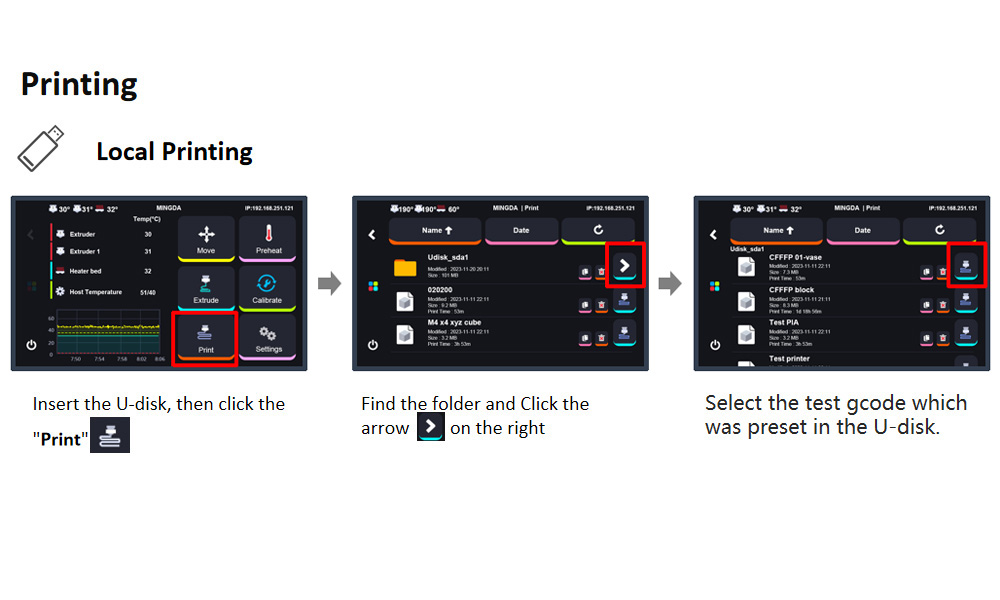 Printing
Local Printing
30° 31° 32° MINGDA IP:192.168.251.121
Temp(°C)
Extruder 30
Extruder 1 31
Heater bed 32
Host Temperature 51/40
Move
Preheat
Extrude
Calibrate
Print
Settings
60
40
20
0
7:50 7:54 7:58 8:02 8:06
Insert the U-disk, then click the
"Print"
190° 190° 60° MINGDA | Print IP:192.168.251.121
Name Date
Udisk_sda1
Modified : 2023-11-20 20:11
Size : 101 MB
020200
Modified : 2023-11-11 22:11
Size : 9.2 MB
Print Time : 53m
M4 x4 xyz cube
Modified : 2023-11-11 22:11
Size : 3.2 MB
Print Time : 3h 53m
Find the folder and Click the
arrow on the right
30° 31° 32° MINGDA | Print IP:192.168.251.121
Name Date
Udisk_sda1
CFFFP 01-vase
Modified : 2023-11-11 22:11
Size : 7.3 MB
Print Time : 53m
CFFFP block
Modified : 2023-11-11 21:11
Size : 8.3 MB
Print Time : 1d 18h 56m
Test PIA
Modified : 2023-11-11 22:11
Size : 3.2 MB
Print Time : 3h 53m
Test printer
Select the test gcode which
was preset in the U-disk.